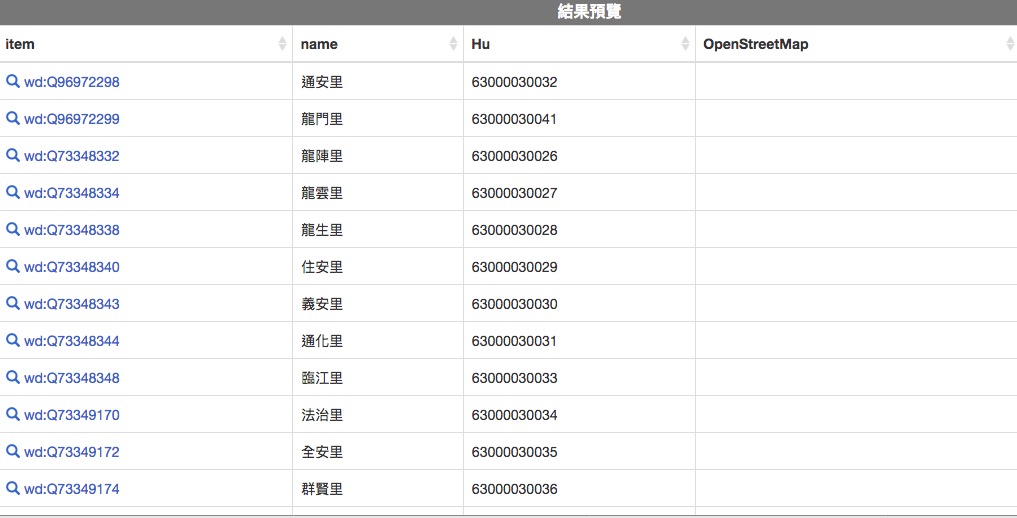 結果預覽
item name Hu OpenStreetMap
wd:Q96972298 通安里 63000030032
wd:Q96972299 龍門里 63000030041
wd:Q73348332 龍陣里 63000030026
wd:Q73348334 龍雲里 63000030027
wd:Q73348338 龍生里 63000030028
wd:Q73348340 住安里 63000030029
wd:Q73348343 義安里 63000030030
wd:Q73348344 通化里 63000030031
wd:Q73348348 臨江里 63000030033
wd:Q73349170 法治里 63000030034
wd:Q73349172 全安里 63000030035
wd:Q73349174 群賢里 63000030036